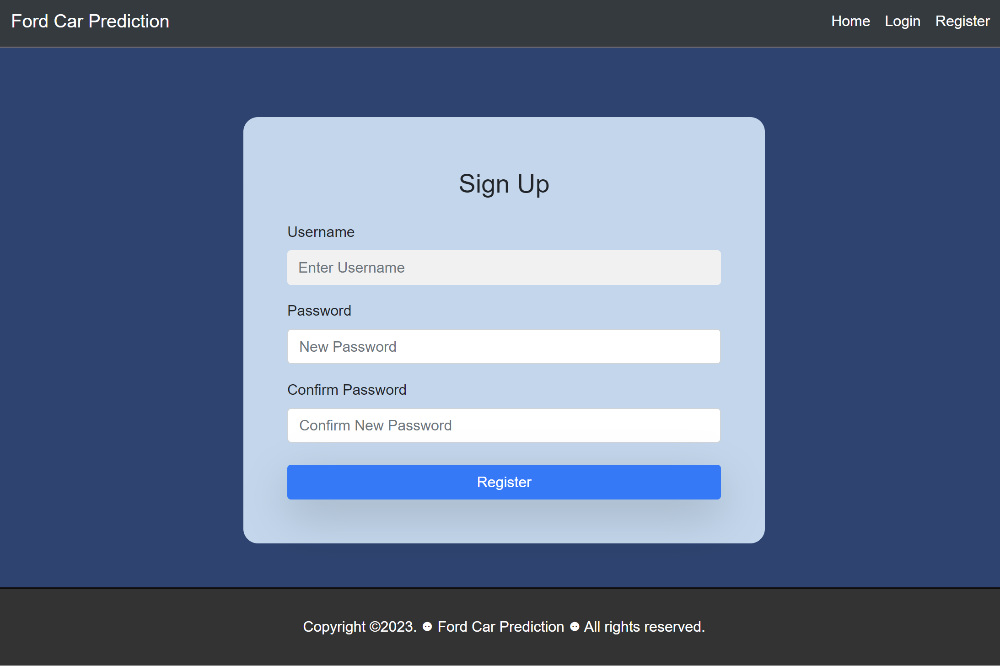 Ford Car Prediction
Home Login Register
Sign Up
Username
Enter Username
Password
New Password
Confirm Password
Confirm New Password
Register
Copyright ©2023. ⚉ Ford Car Prediction ⚉ All rights reserved.